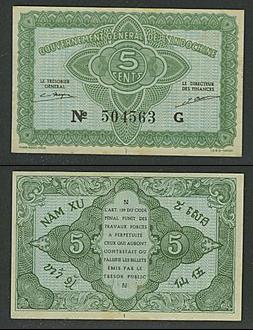 GOUVERNEMENT GÉNÉRAL DE L'INDOCHINE
5
CENTS
LE TRÉSORIER
GÉNÉRAL
LE DIRECTEUR
DES FINANCES
№ 504563 G
NAM XU
5
5
L'ART. 139 DU CODE
PÉNAL PUNIT DES
TRAVAUX FORCÉS
A PERPÉTUITÉ
CEUX QUI AURONT
CONTREFAIT OU
FALSIFIÉ LES BILLETS
ÉMIS PAR LE
TRÉSOR PUBLIC
仙伍